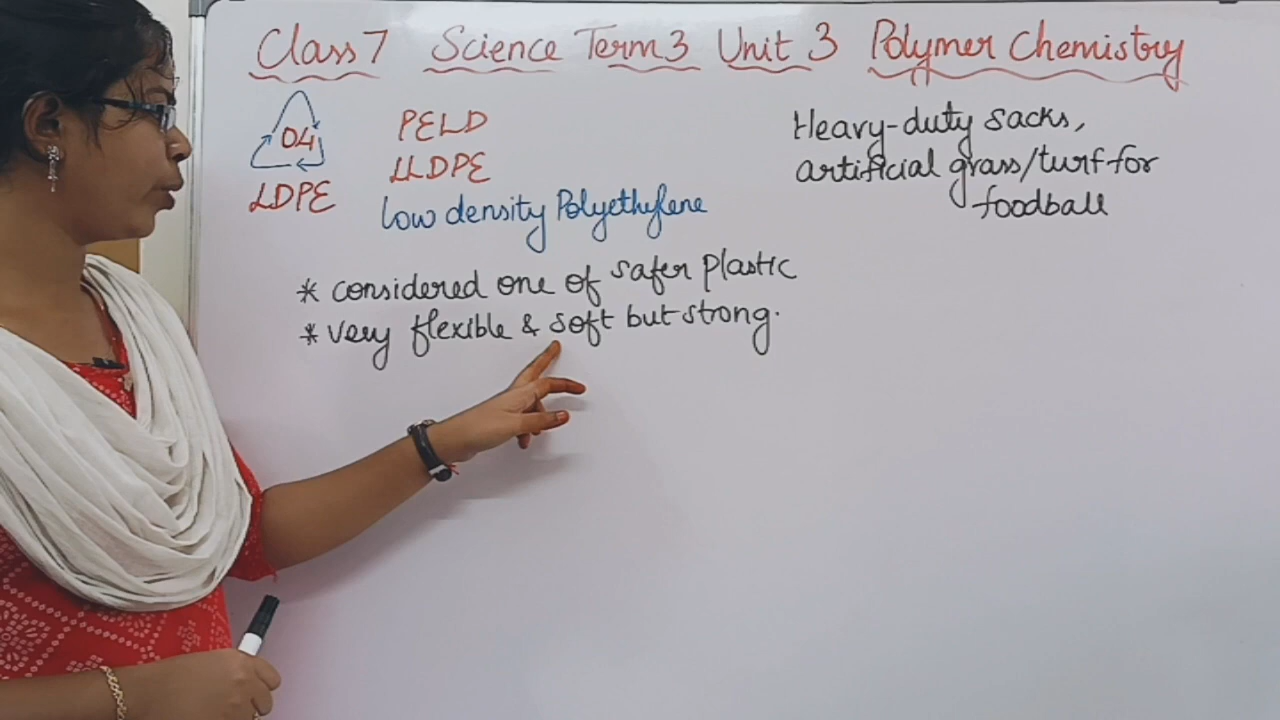 Class 7 Science Term 3 Unit 3 Polymer Chemistry
04
LDPE
PELD
LLDPE
low density Polyethylene
* considered one of safer plastic
* very flexible & soft but strong.
Heavy-duty sacks,
artificial grass/turf for
foodball